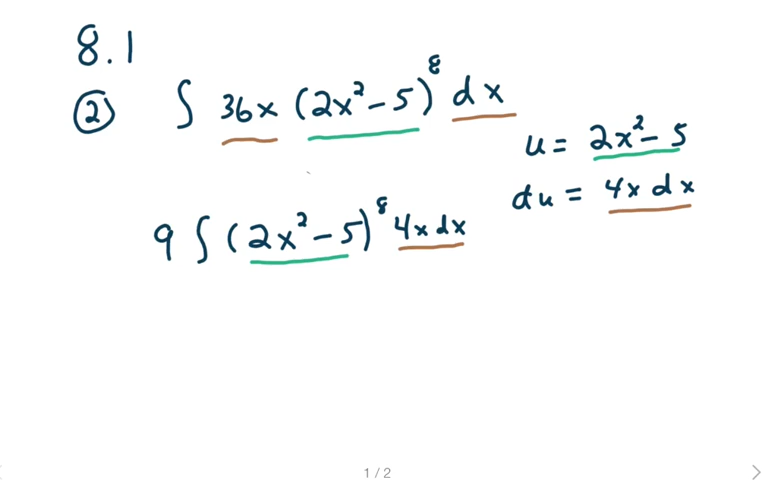 8.1
② ∫ 36x (2x² – 5)⁸ dx
u = 2x² – 5
du = 4x dx
9 ∫ (2x² – 5)⁸ 4x dx
1 / 2